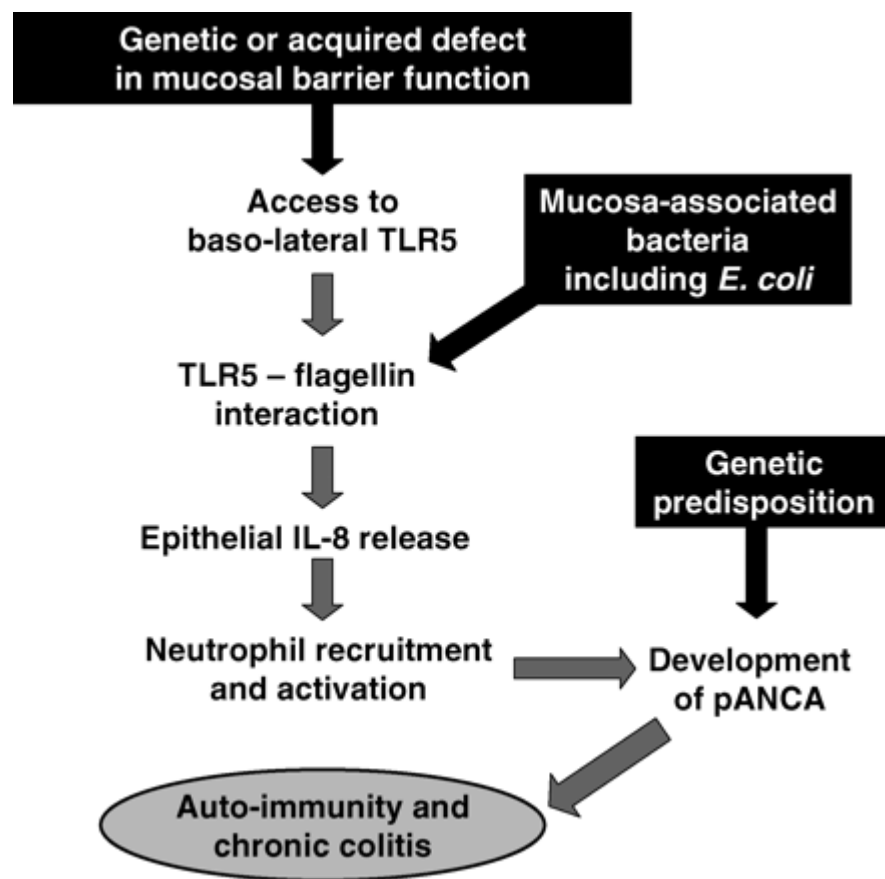 Genetic or acquired defect
in mucosal barrier function
Access to
baso-lateral TLR5
Mucosa-associated
bacteria
including E. coli
TLR5 – flagellin
interaction
Genetic
predisposition
Epithelial IL-8 release
Neutrophil recruitment
and activation
Development
of pANCA
Auto-immunity and
chronic colitis